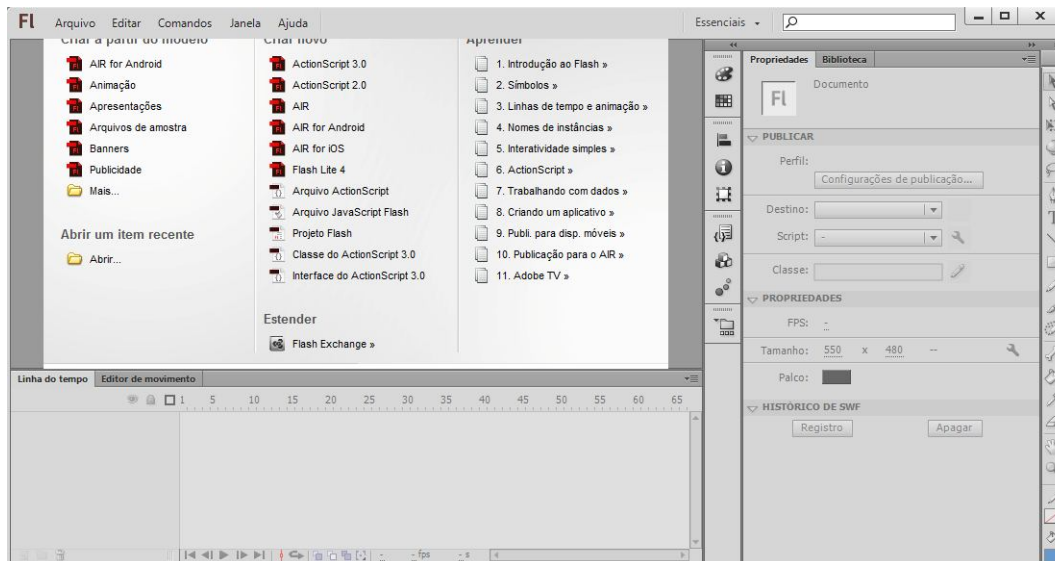 Fl Arquivo Editar Comandos Janela Ajuda Essenciais
Criar a partir do modelo
AIR for Android
Animação
Apresentações
Arquivos de amostra
Banners
Publicidade
Mais...
Abrir um item recente
Abrir...
Criar novo
ActionScript 3.0
ActionScript 2.0
AIR
AIR for Android
AIR for iOS
Flash Lite 4
Arquivo ActionScript
Arquivo JavaScript Flash
Projeto Flash
Classe do ActionScript 3.0
Interface do ActionScript 3.0
Estender
Flash Exchange »
Aprender
1. Introdução ao Flash »
2. Símbolos »
3. Linhas de tempo e animação »
4. Nomes de instâncias »
5. Interatividade simples »
6. ActionScript »
7. Trabalhando com dados »
8. Criando um aplicativo »
9. Publi. para disp. móveis »
10. Publicação para o AIR »
11. Adobe TV »
Propriedades Biblioteca
Fl Documento
PUBLICAR
Perfil:
Configurações de publicação...
Destino:
Script: -
Classe:
PROPRIEDADES
FPS: -
Tamanho: 550 x 480 --
Palco:
HISTÓRICO DE SWF
Registro Apagar
Linha do tempo Editor de movimento
1 5 10 15 20 25 30 35 40 45 50 55 60 65
- - fps - s